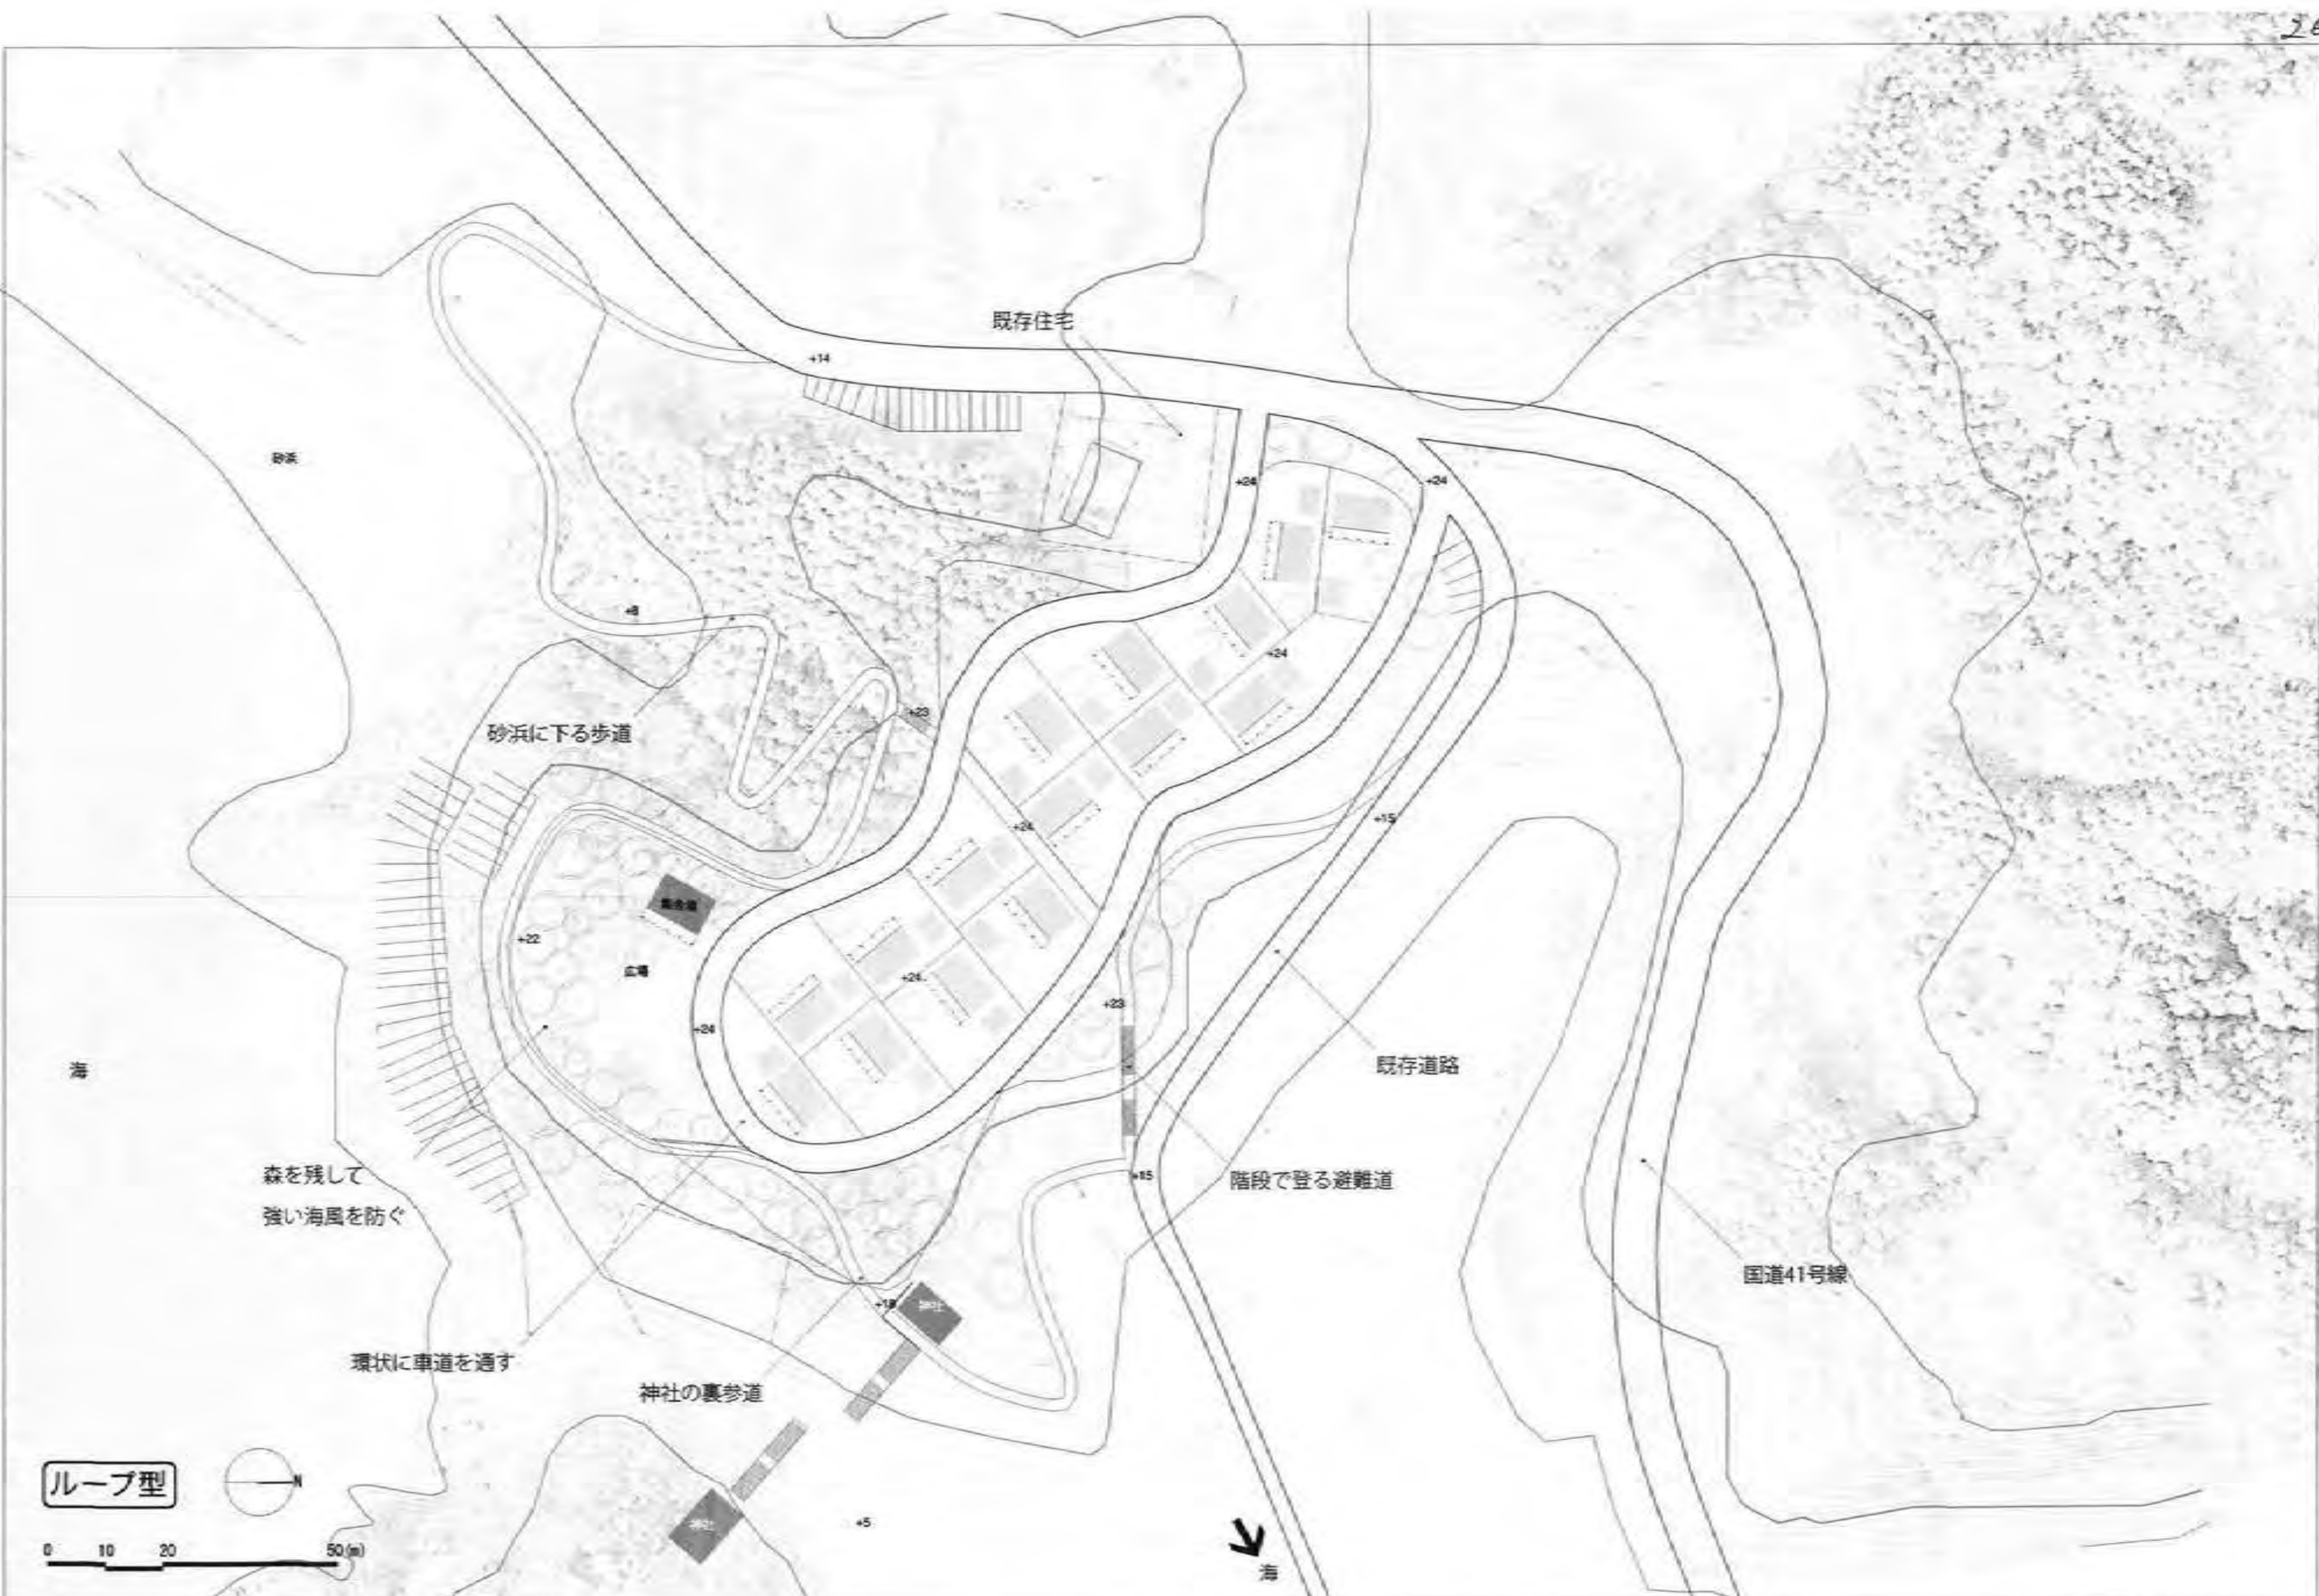 既存住宅
+14
砂浜
+24
+24
+8
+24
+23
砂浜に下る歩道
+24
+15
集会場
+22
広場
+24
+23
+24
海
既存道路
森を残して
強い海風を防ぐ
階段で登る避難道
+15
国道41号線
神社
環状に車道を通す
神社の裏参道
ループ型
N
神社
+5
0 10 20 50(m)
海